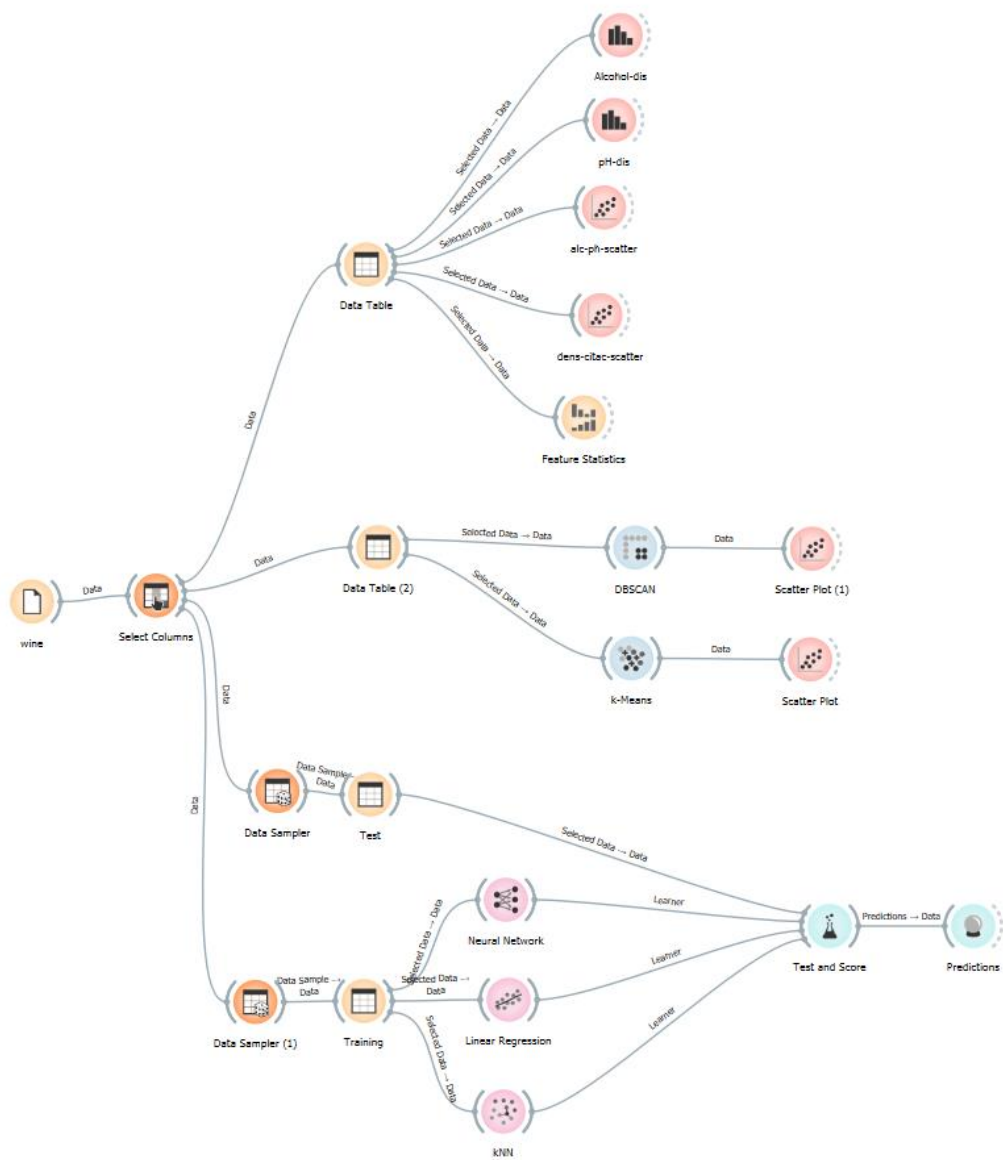 Alcohol-dis
Selected Data → Data
pH-dis
Selected Data → Data
alc-ph-scatter
Selected Data → Data
Data Table
Selected Data → Data
dens-citac-scatter
Selected Data → Data
Feature Statistics
Data
Selected Data → Data
DBSCAN
Data
Scatter Plot (1)
Data
Data Table (2)
Selected Data → Data
wine
Data
Select Columns
k-Means
Data
Scatter Plot
Data
Data Sampler
Data Sampler-
Data
Test
Selected Data → Data
Data
Neural Network
Learner
Selected Data → Data
Test and Score
Predictions → Data
Predictions
Data Sampler (1)
Data Sample →
Data
Training
Selected Data →
Data
Linear Regression
Learner
Selected Data → Data
kNN
Learner